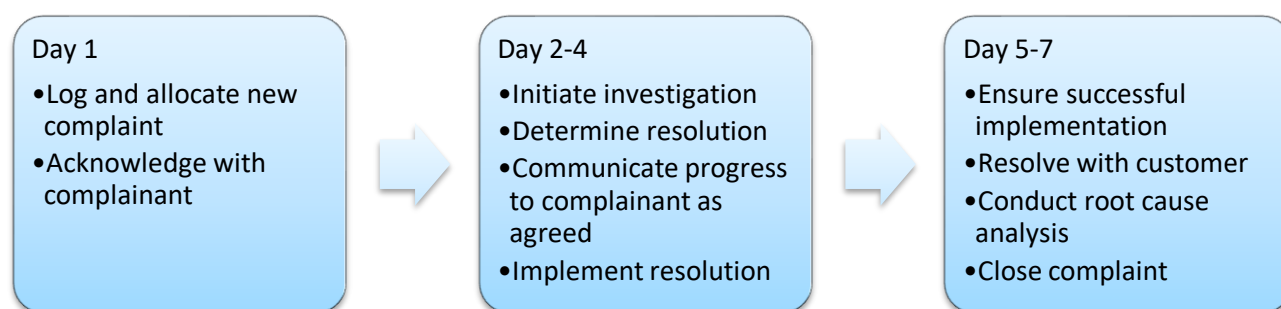 Day 1
•Log and allocate new
complaint
•Acknowledge with
complainant
Day 2-4
•Initiate investigation
•Determine resolution
•Communicate progress
to complainant as
agreed
•Implement resolution
Day 5-7
•Ensure successful
implementation
•Resolve with customer
•Conduct root cause
analysis
•Close complaint